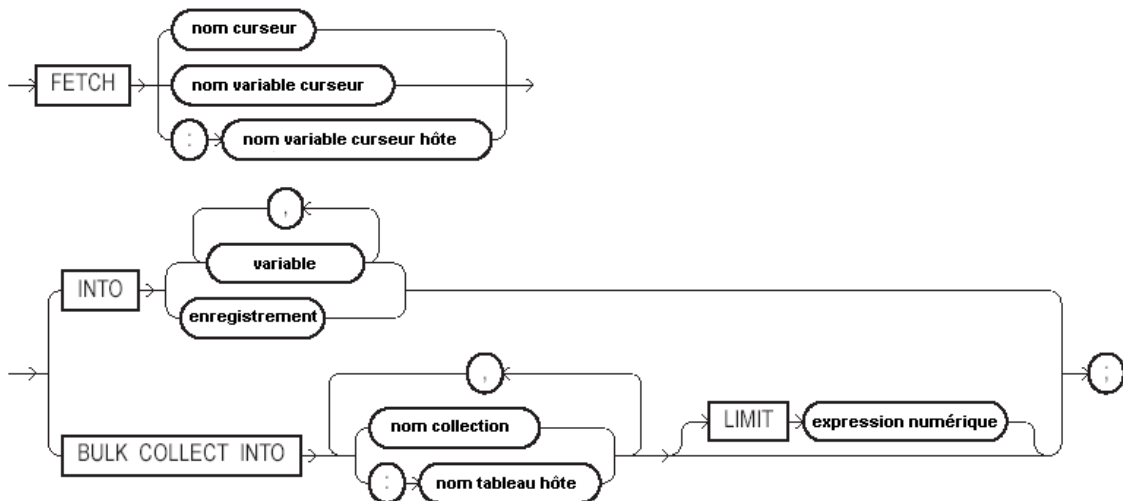 nom curseur
FETCH
nom variable curseur
: nom variable curseur hôte
,
variable
INTO
enregistrement
,
;
nom collection
LIMIT expression numérique
BULK COLLECT INTO
: nom tableau hôte